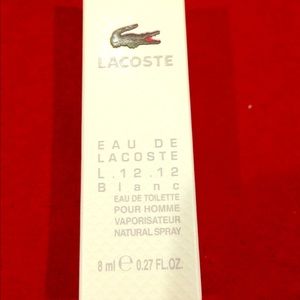 LACOSTE
EAU DE
LACOSTE
L.12.12
Blanc
EAU DE TOILETTE
POUR HOMME
VAPORISATEUR
NATURAL SPRAY
8 ml ℮ 0.27 FL.OZ.